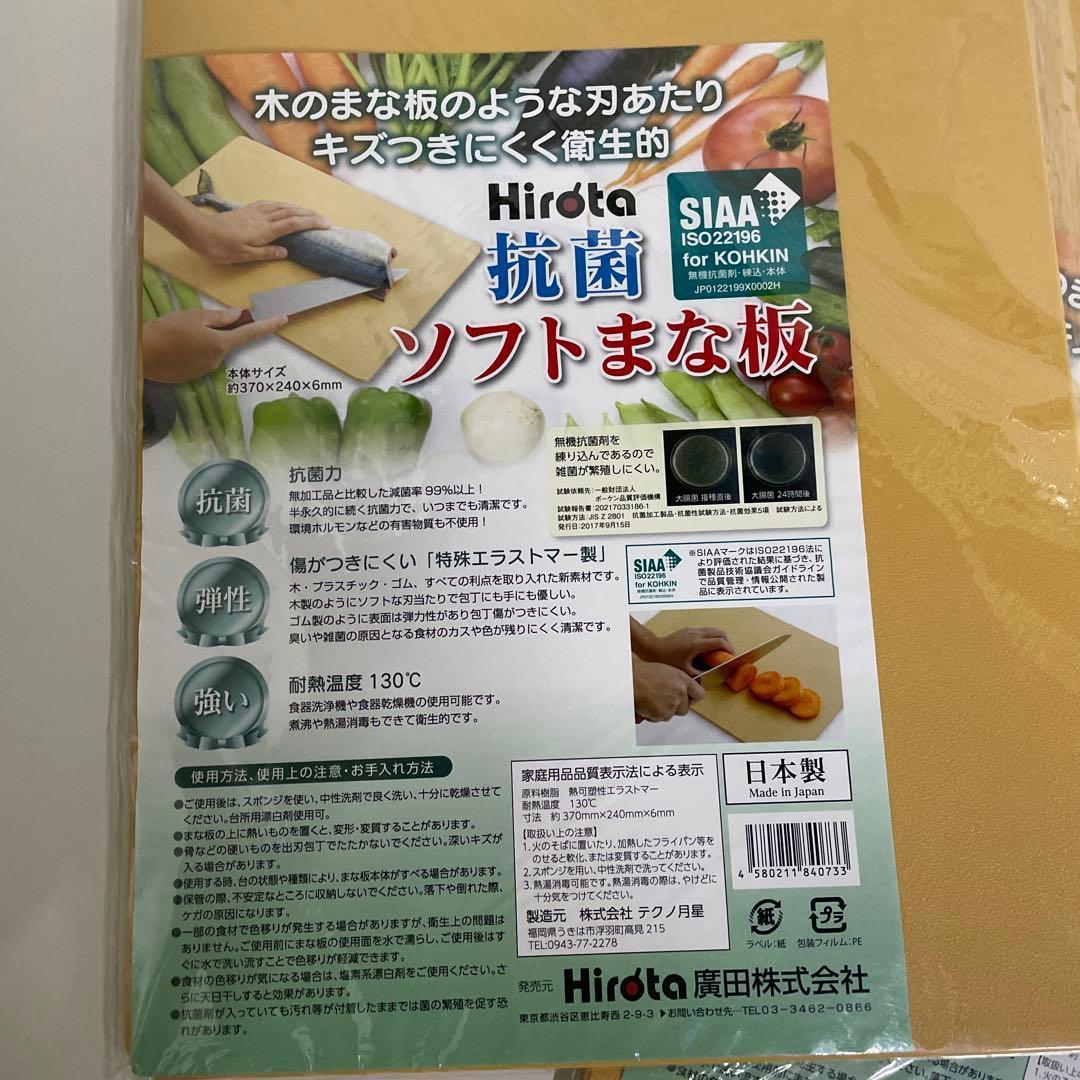 木のまな板のような刃あたり
キズつきにくく衛生的
Hirota
抗菌
ソフトまな板
SIAA
ISO22196
for KOHKIN
無機抗菌剤・練込・本体
JP0122199X0002H
本体サイズ
約370×240×6mm
無機抗菌剤を
練り込んであるので
雑菌が繁殖しにくい。
大腸菌 接種直後
大腸菌 24時間後
試験依頼先:一般財団法人
ボーケン品質評価機構
試験報告書:20217033186-1
試験方法:JIS Z 2801 抗菌加工製品-抗菌性試験方法・抗菌効果5項 試験方法による
発行日:2017年9月15日
抗菌
抗菌力
無加工品と比較した減菌率 99%以上!
半永久的に続く抗菌力で、いつまでも清潔です。
環境ホルモンなどの有害物質も不使用!
弾性
傷がつきにくい「特殊エラストマー製」
木・プラスチック・ゴム、すべての利点を取り入れた新素材です。
木製のようにソフトな刃当たりで包丁にも手にも優しい。
ゴム製のように表面は弾力性があり包丁傷がつきにくい。
臭いや雑菌の原因となる食材のカスや色が残りにくく清潔です。
SIAA
ISO22196
for KOHKIN
無機抗菌剤・練込・本体
JP0122199X0002H
※SIAAマークはISO22196法に
より評価された結果に基づき、抗
菌製品技術協議会ガイドライン
で品質管理・情報公開された製
品に表示されています。
強い
耐熱温度 130℃
食器洗浄機や食器乾燥機の使用可能です。
煮沸や熱湯消毒もできて衛生的です。
使用方法、使用上の注意・お手入れ方法
●ご使用後は、スポンジを使い、中性洗剤で良く洗い、十分に乾燥させて
ください。台所用漂白剤使用可。
●まな板の上に熱いものを置くと、変形・変質することがあります。
●骨などの硬いものを出刃包丁でたたかないでください。深いキズが
入る場合があります。
●使用する時、台の状態や種類により、まな板本体がすべる場合があります。
●保管の際、不安定なところに収納しないでください。落下や倒れた際、
ケガの原因になります。
●一部の食材で色移りが発生する場合がありますが、衛生上の問題は
ありません。ご使用前にまな板の使用面を水で濡らし、ご使用後はす
ぐに水で洗い流すことで色移りが軽減できます。
●食材の色移りが気になる場合は、塩素系漂白剤をご使用ください。さ
らに天日干しすると効果があります。
●抗菌剤が入っていても汚れ等が付着したままでは菌の繁殖を促す恐
れがあります。
家庭用品品質表示法による表示
原料樹脂 熱可塑性エラストマー
耐熱温度 130℃
寸法 約 370mm×240mm×6mm
【取扱い上の注意】
1. 火のそばに置いたり、加熱したフライパン等を
のせると軟化、または変質することがあります。
2. スポンジを用い、中性洗剤で洗ってください。
3. 熱湯消毒可能です。熱湯消毒の際は、やけどに
十分気をつけてください。
製造元 株式会社 テクノ月星
福岡県うきは市浮羽町高見 215
TEL:0943-77-2278
日本製
Made in Japan
4 580211 840733
紙
ラベル:紙
プラ
包装フィルム:PE
発売元 Hirota 廣田株式会社
東京都渋谷区恵比寿西 2-9-3 ▶お問い合わせ先…TEL03-3462-0866